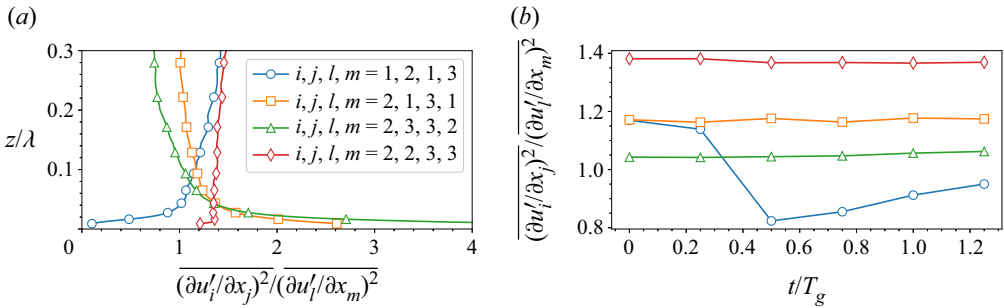 (a)
0.3
0.2
0.1
z/λ
0
1
2
3
4
i, j, l, m = 1, 2, 1, 3
i, j, l, m = 2, 1, 3, 1
i, j, l, m = 2, 3, 3, 2
i, j, l, m = 2, 2, 3, 3
(∂u′i/∂xj)²/(∂u′l/∂xm)²
(b)
(∂u′i/∂xj)²/(∂u′l/∂xm)²
1.4
1.2
1.0
0.8
0
0.2
0.4
0.6
0.8
1.0
1.2
t/Tg